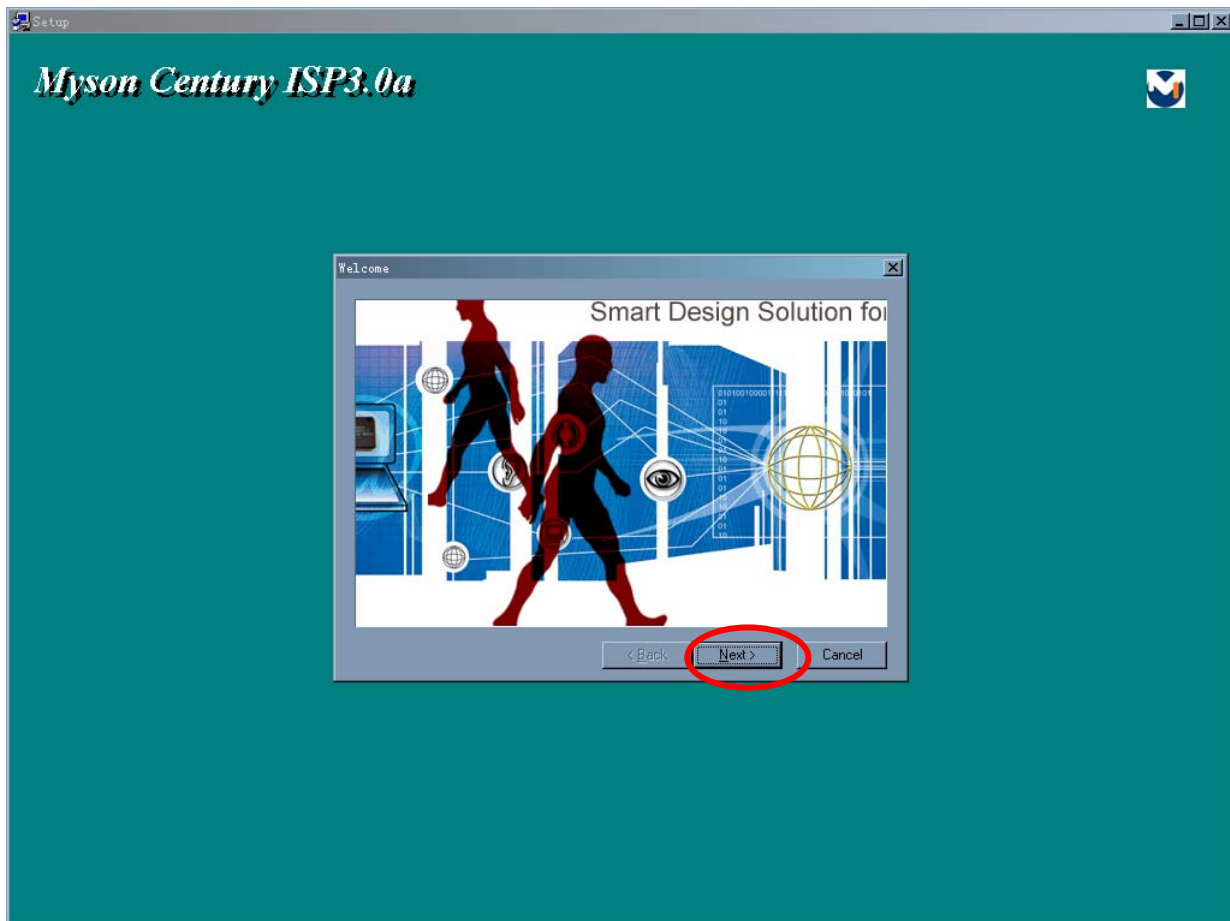 Setup
Myson Century ISP3.0a
Welcome
Smart Design Solution for
< Back
Next >
Cancel